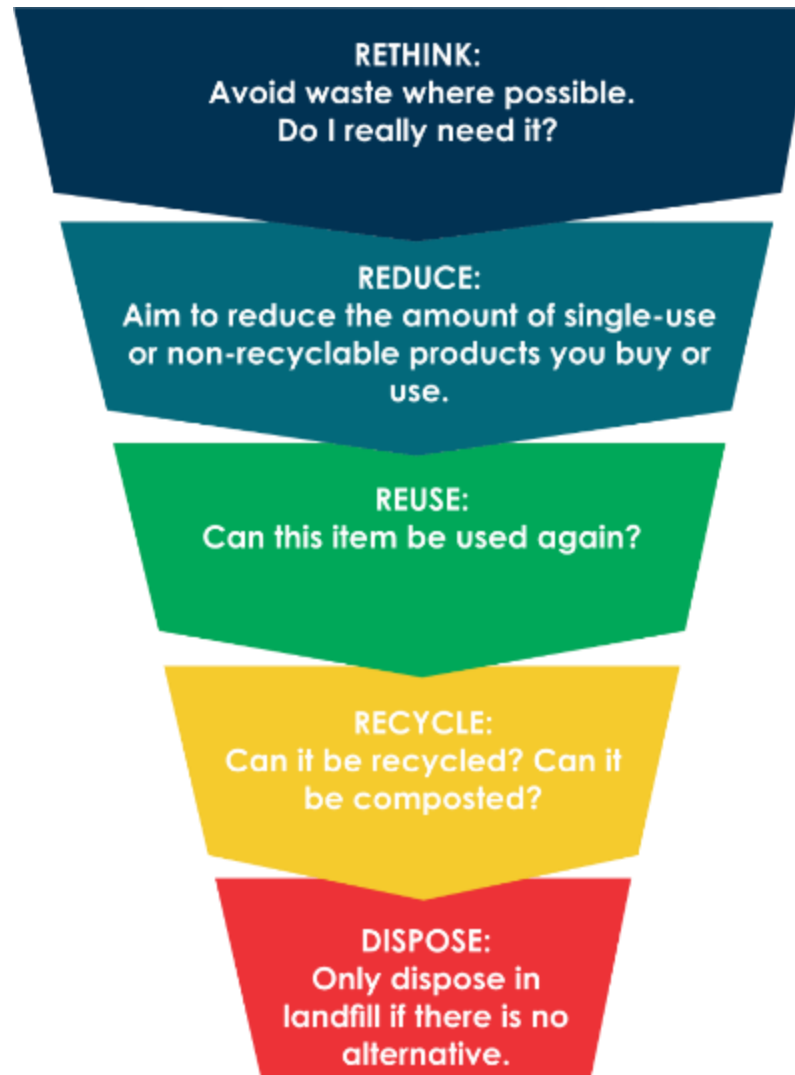 RETHINK:
Avoid waste where possible.
Do I really need it?
REDUCE:
Aim to reduce the amount of single-use
or non-recyclable products you buy or
use.
REUSE:
Can this item be used again?
RECYCLE:
Can it be recycled? Can it
be composted?
DISPOSE:
Only dispose in
landfill if there is no
alternative.